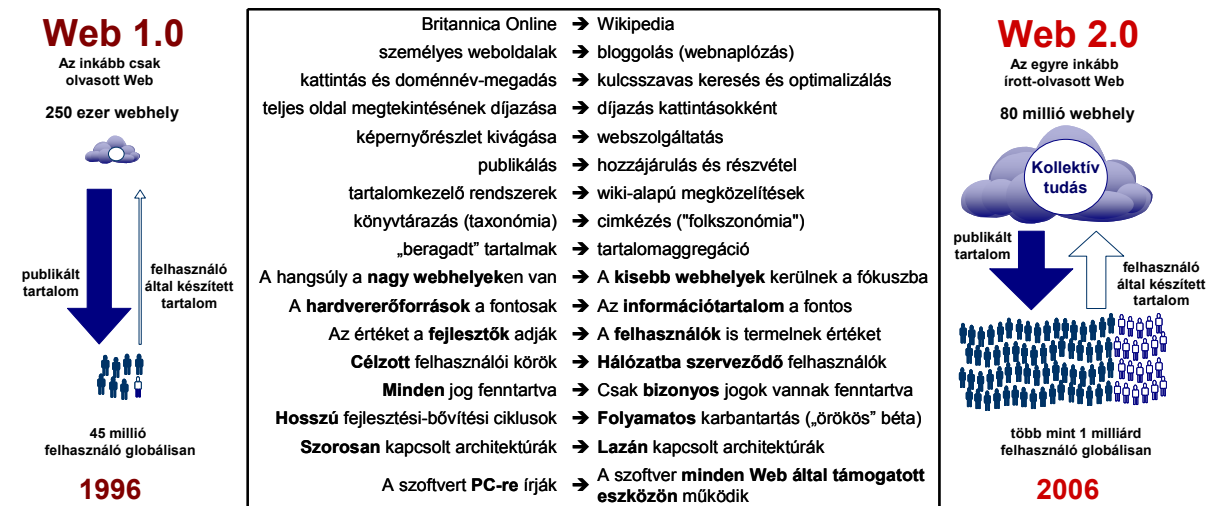 Web 1.0
Az inkább csak
olvasott Web
250 ezer webhely
publikált
tartalom
felhasználó
által készített
tartalom
45 millió
felhasználó globálisan
1996
Britannica Online ➔ Wikipedia
személyes weboldalak ➔ bloggolás (webnaplózás)
kattintás és doménnév-megadás ➔ kulcsszavas keresés és optimalizálás
teljes oldal megtekintésének díjazása ➔ díjazás kattintásokként
képernyőrészlet kivágása ➔ webszolgáltatás
publikálás ➔ hozzájárulás és részvétel
tartalomkezelő rendszerek ➔ wiki-alapú megközelítések
könyvtárazás (taxonómia) ➔ cimkézés ("folkszonómia")
„beragadt” tartalmak ➔ tartalomaggregáció
A hangsúly a nagy webhelyeken van ➔ A kisebb webhelyek kerülnek a fókuszba
A hardvererőforrások a fontosak ➔ Az információtartalom a fontos
Az értéket a fejlesztők adják ➔ A felhasználók is termelnek értéket
Célzott felhasználói körök ➔ Hálózatba szerveződő felhasználók
Minden jog fenntartva ➔ Csak bizonyos jogok vannak fenntartva
Hosszú fejlesztési-bővítési ciklusok ➔ Folyamatos karbantartás („örökös” béta)
Szorosan kapcsolt architektúrák ➔ Lazán kapcsolt architektúrák
A szoftvert PC-re írják ➔ A szoftver minden Web által támogatott
eszközön működik
Web 2.0
Az egyre inkább
írott-olvasott Web
80 millió webhely
Kollektív
tudás
publikált
tartalom
felhasználó
által készített
tartalom
több mint 1 milliárd
felhasználó globálisan
2006